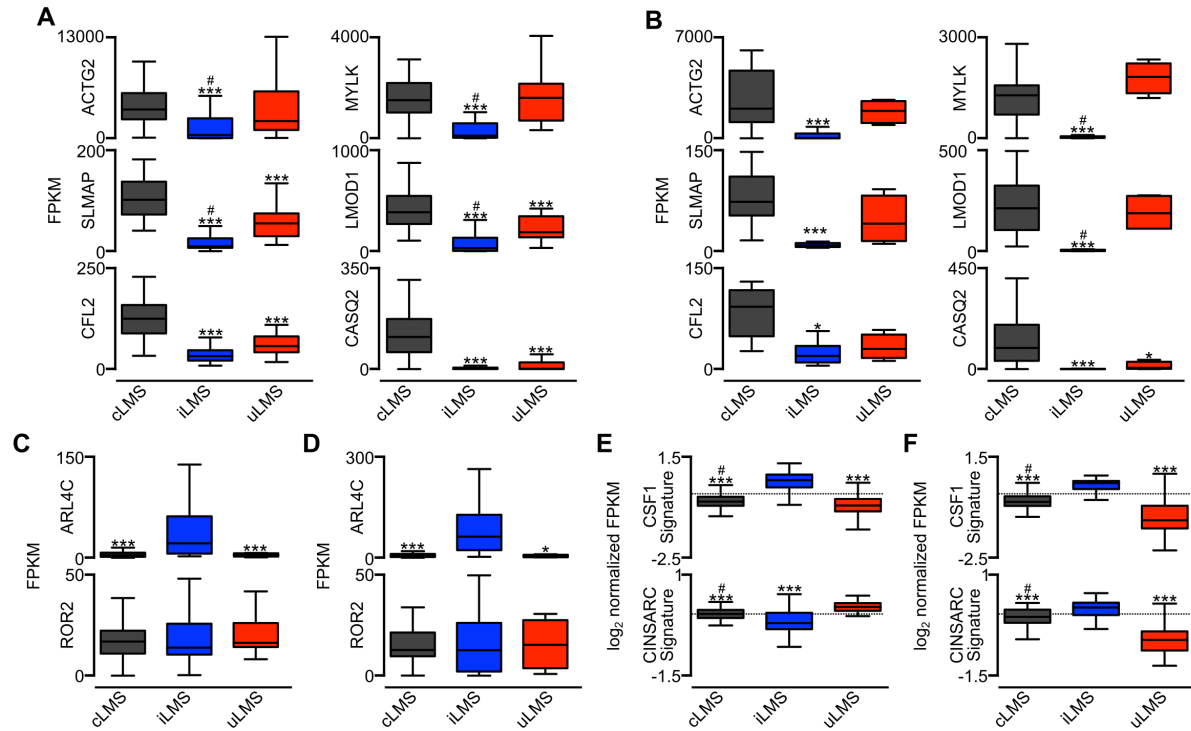 A
B
FPKM
13000
ACTG2
0
#
***
4000
MYLK
0
#
***
200
SLMAP
0
#
***
***
1000
LMOD1
0
#
***
***
250
CFL2
0
***
***
350
CASQ2
0
***
***
cLMS
iLMS
uLMS
cLMS
iLMS
uLMS
FPKM
7000
ACTG2
0
***
3000
MYLK
0
#
***
150
SLMAP
0
***
500
LMOD1
0
#
***
150
CFL2
0
*
450
CASQ2
0
***
*
cLMS
iLMS
uLMS
cLMS
iLMS
uLMS
C
FPKM
150
ARL4C
0
***
***
50
ROR2
0
cLMS
iLMS
uLMS
D
300
ARL4C
0
***
*
50
ROR2
0
cLMS
iLMS
uLMS
E
log2 normalized FPKM
1.5
CSF1
Signature
-2.5
#
***
***
1
CINSARC
Signature
-1.5
#
***
***
cLMS
iLMS
uLMS
F
log2 normalized FPKM
1.5
CSF1
Signature
-2.5
#
***
***
1
CINSARC
Signature
-1.5
#
***
***
cLMS
iLMS
uLMS